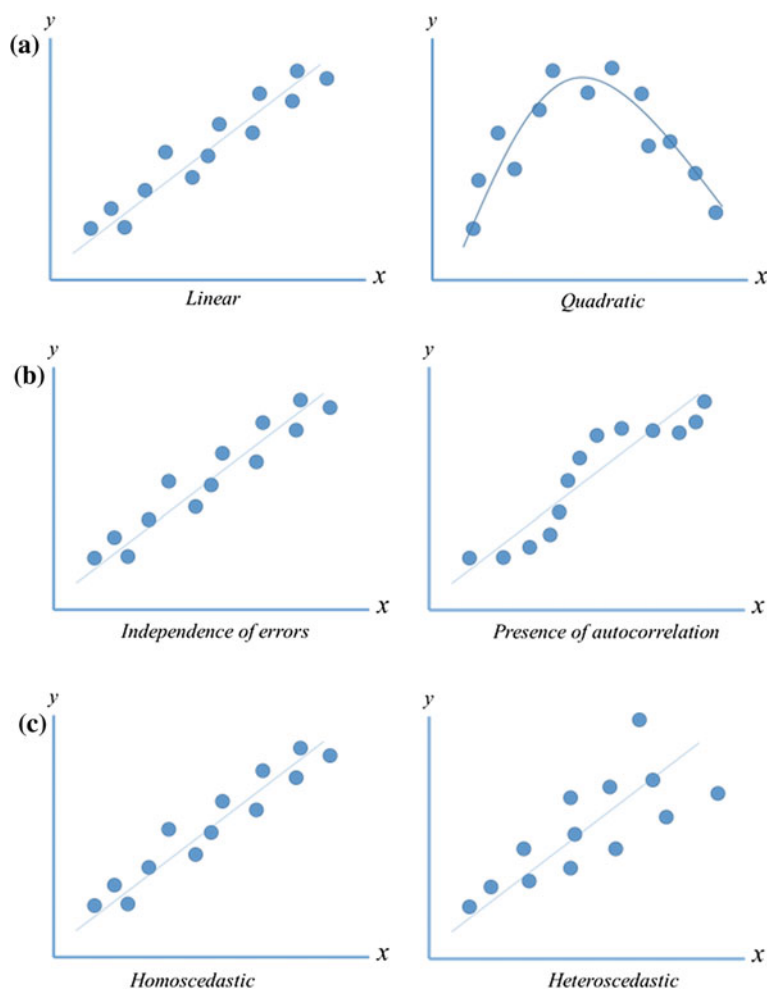 (a)
y
x
Linear
y
x
Quadratic
(b)
y
x
Independence of errors
y
x
Presence of autocorrelation
(c)
y
x
Homoscedastic
y
x
Heteroscedastic